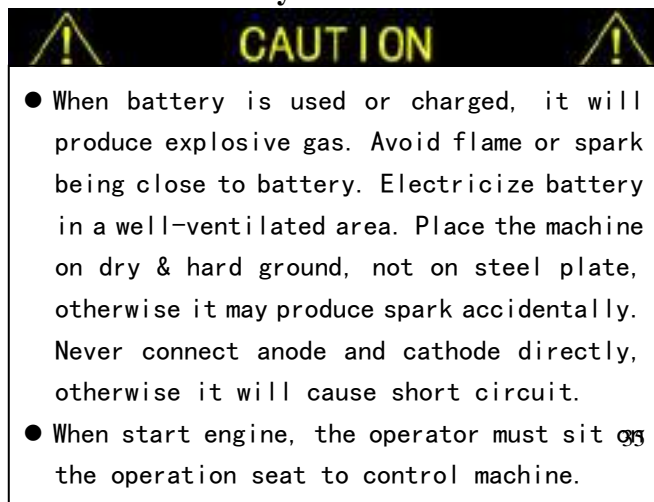 CAUTION
● When battery is used or charged, it will
produce explosive gas. Avoid flame or spark
being close to battery. Electricize battery
in a well-ventilated area. Place the machine
on dry & hard ground, not on steel plate,
otherwise it may produce spark accidentally.
Never connect anode and cathode directly,
otherwise it will cause short circuit.
● When start engine, the operator must sit on
35
the operation seat to control machine.